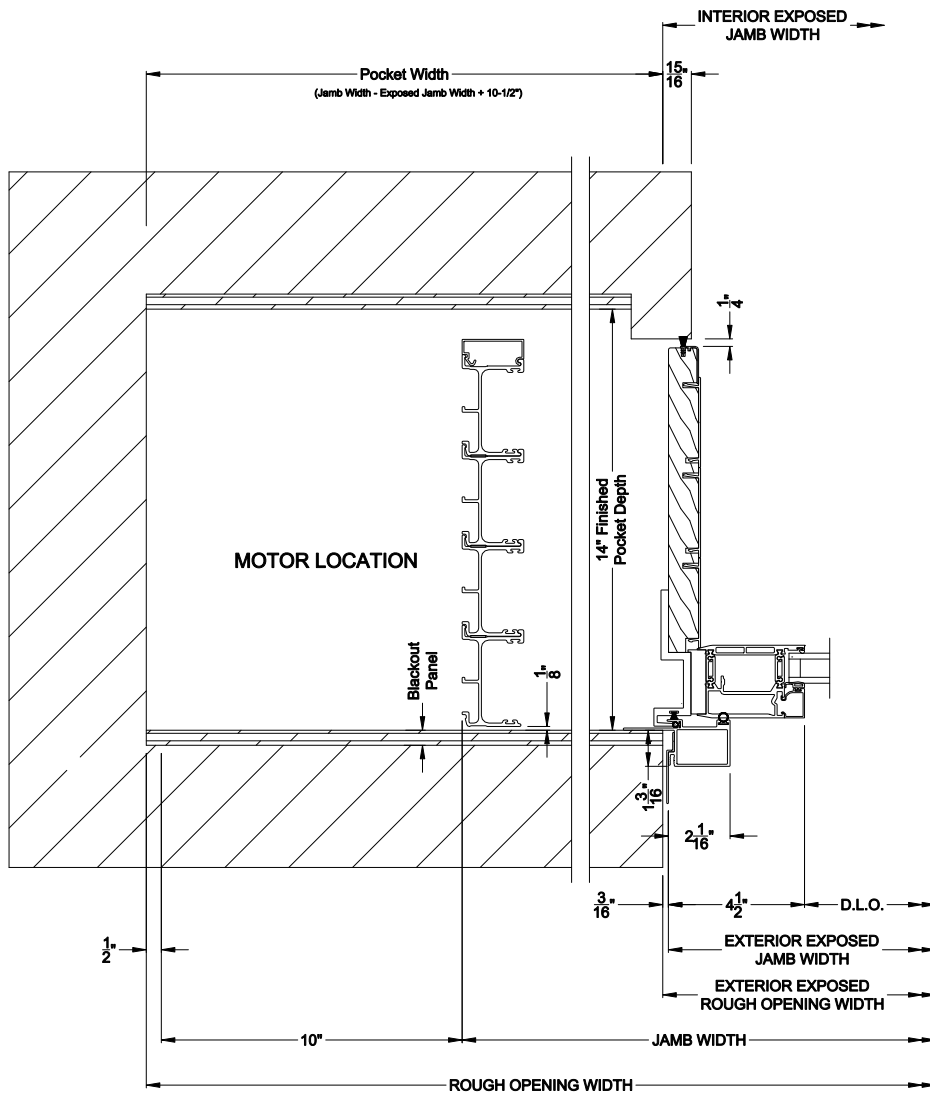 INTERIOR EXPOSED
JAMB WIDTH
Pocket Width
(Jamb Width - Exposed Jamb Width + 10-1/2")
15/16"
1/4"
14" Finished
Pocket Depth
MOTOR LOCATION
Blackout
Panel
1/8"
1 3/16"
2 1/16"
3/16"
4 1/2"
D.L.O.
1/2"
EXTERIOR EXPOSED
JAMB WIDTH
EXTERIOR EXPOSED
ROUGH OPENING WIDTH
10"
JAMB WIDTH
ROUGH OPENING WIDTH